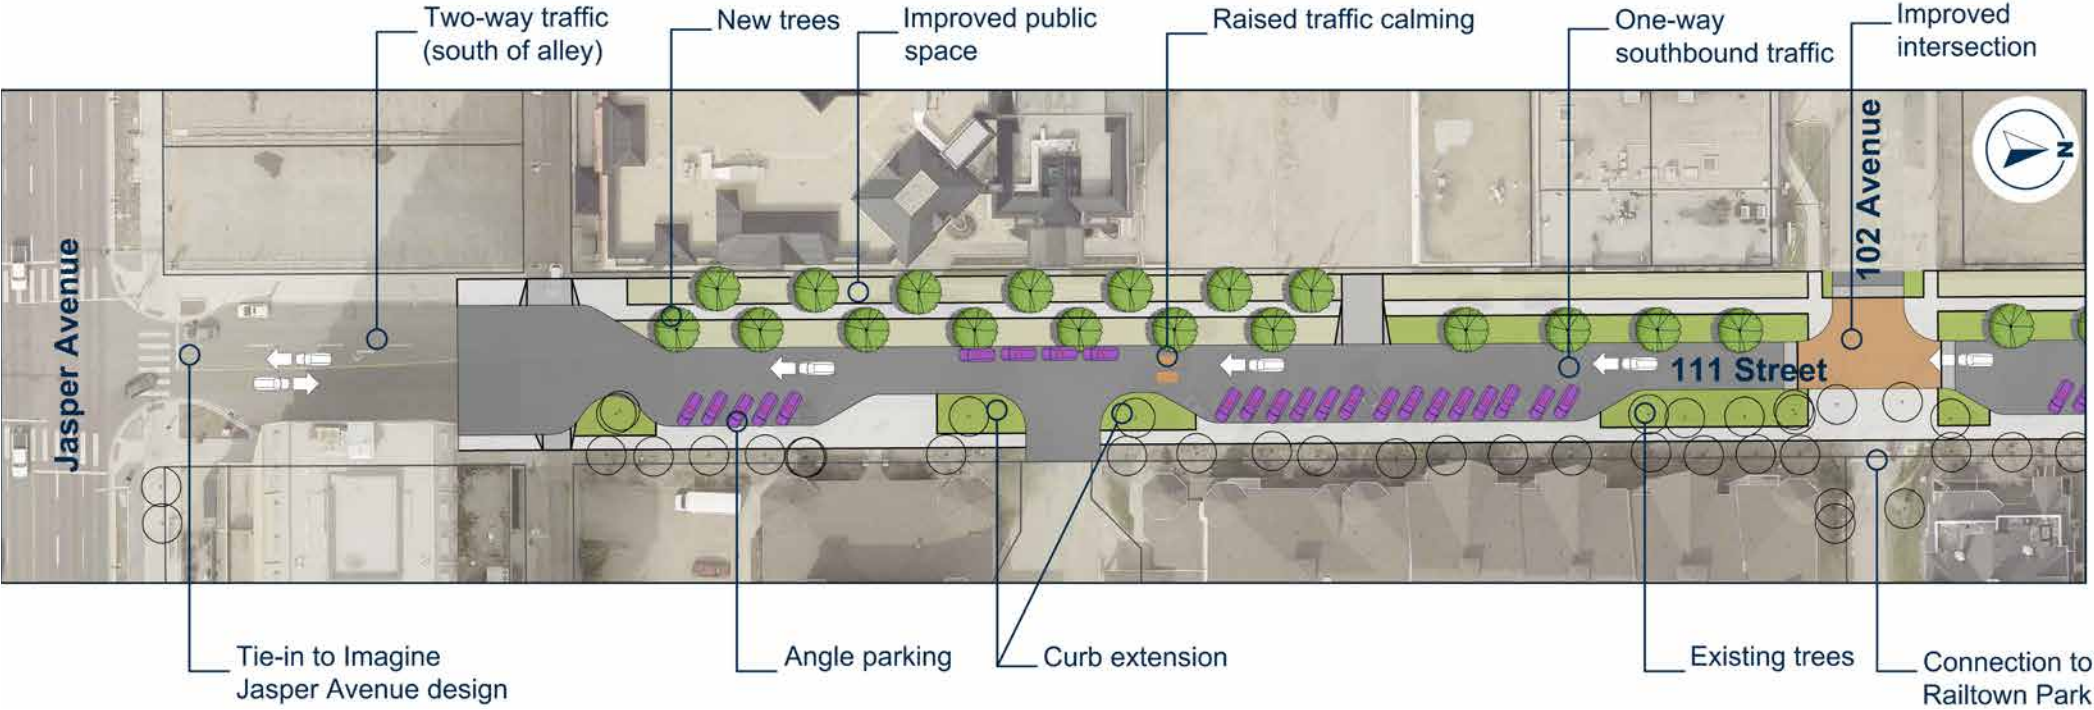 Two-way traffic
(south of alley)
New trees
Improved public
space
Raised traffic calming
One-way
southbound traffic
Improved
intersection
Jasper Avenue
102 Avenue
N
111 Street
Tie-in to Imagine
Jasper Avenue design
Angle parking
Curb extension
Existing trees
Connection to
Railtown Park